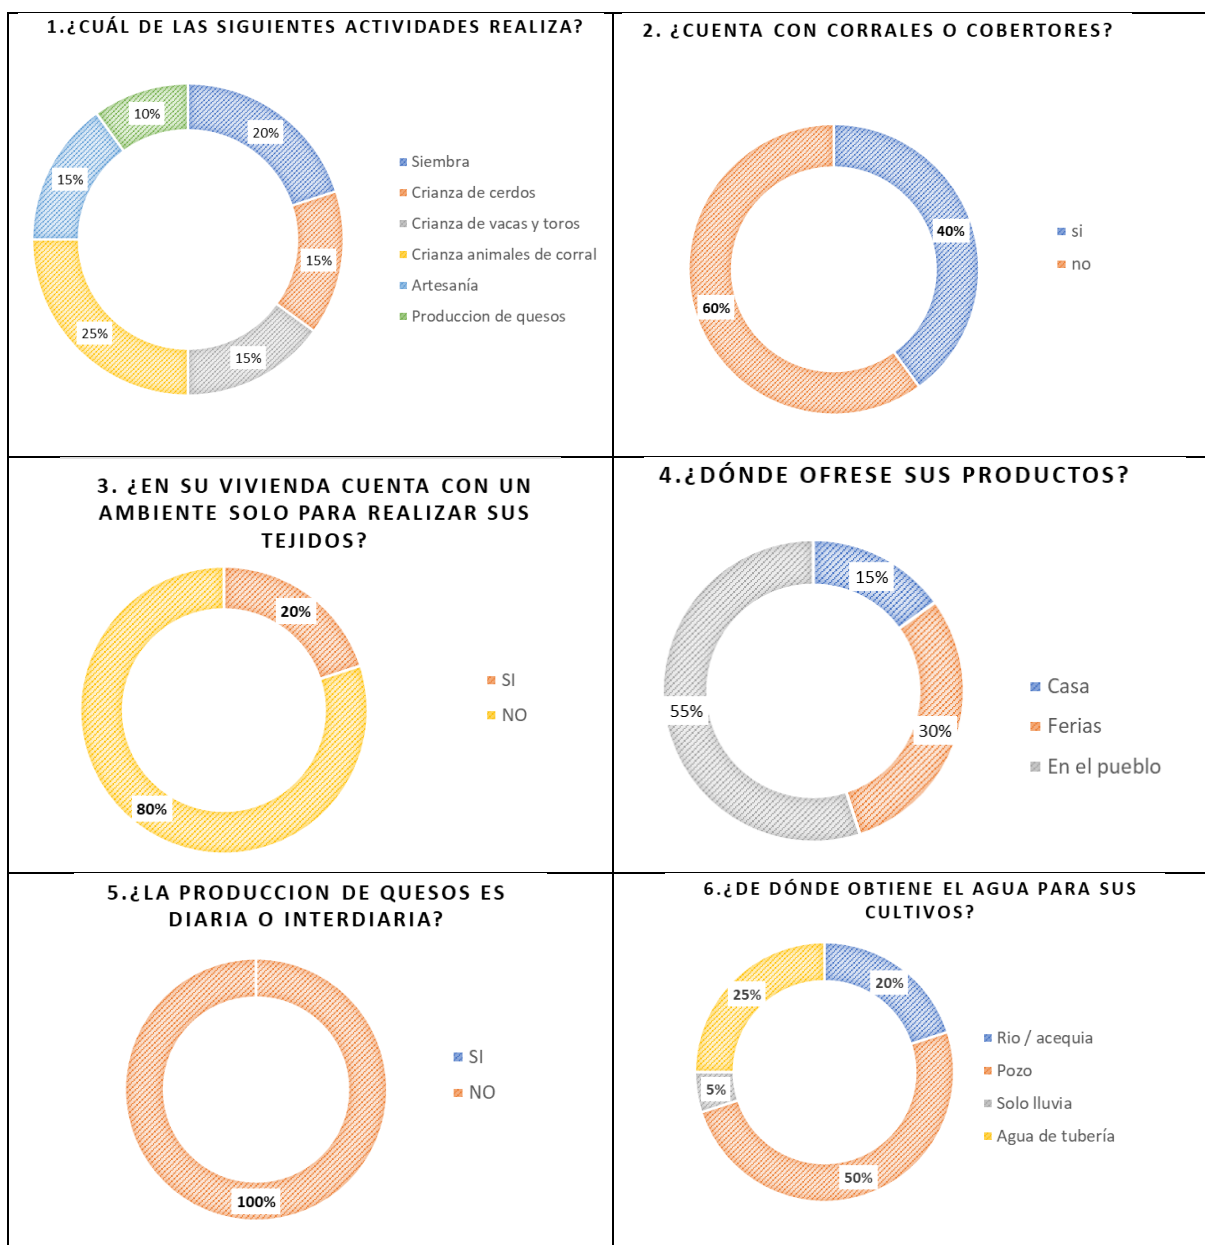 1.¿CUÁL DE LAS SIGUIENTES ACTIVIDADES REALIZA?
10%
20%
15%
15%
25%
15%
Siembra
Crianza de cerdos
Crianza de vacas y toros
Crianza animales de corral
Artesanía
Produccion de quesos
2. ¿CUENTA CON CORRALES O COBERTORES?
40%
60%
si
no
3. ¿EN SU VIVIENDA CUENTA CON UN
AMBIENTE SOLO PARA REALIZAR SUS
TEJIDOS?
20%
80%
SI
NO
4.¿DÓNDE OFRESE SUS PRODUCTOS?
15%
55%
30%
Casa
Ferias
En el pueblo
5.¿LA PRODUCCION DE QUESOS ES
DIARIA O INTERDIARIA?
100%
SI
NO
6.¿DE DÓNDE OBTIENE EL AGUA PARA SUS
CULTIVOS?
20%
25%
5%
50%
Rio / acequia
Pozo
Solo lluvia
Agua de tubería